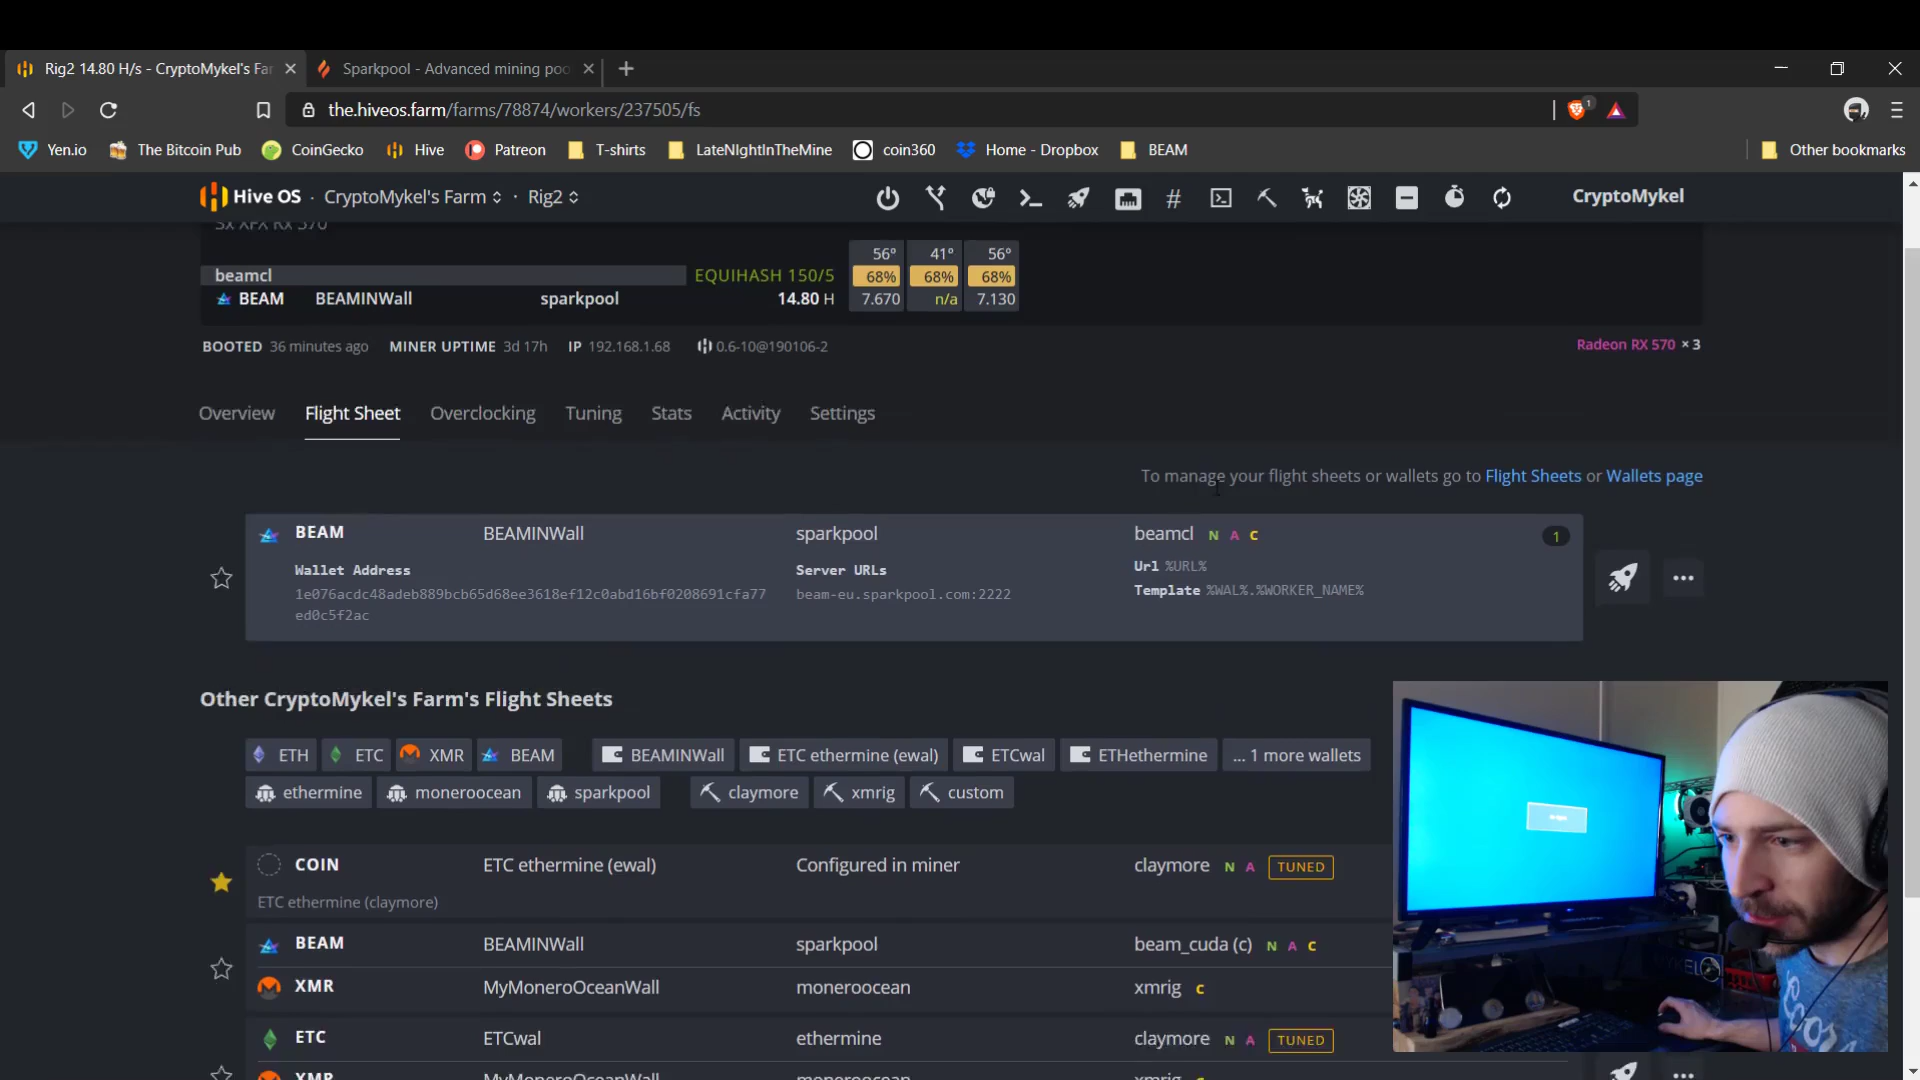 Rig2 14.80 H/s - CryptoMykel's Far
Sparkpool - Advanced mining poo
the.hiveos.farm/farms/78874/workers/237505/fs
1
Yen.io
The Bitcoin Pub
CoinGecko
Hive
Patreon
T-shirts
LateNIghtInTheMine
coin360
Home - Dropbox
BEAM
Other bookmarks
Hive OS · CryptoMykel's Farm · Rig2
CryptoMykel
3x XFX RX 570
56° 41° 56°
beamcl EQUIHASH 150/5 68% 68% 68%
BEAM BEAMINWall sparkpool 14.80 H 7.670 n/a 7.130
BOOTED 36 minutes ago MINER UPTIME 3d 17h IP 192.168.1.68 0.6-10@190106-2
Radeon RX 570 × 3
Overview Flight Sheet Overclocking Tuning Stats Activity Settings
To manage your flight sheets or wallets go to Flight Sheets or Wallets page
BEAM BEAMINWall sparkpool beamcl N A C 1
Wallet Address
1e076acdc48adeb889bcb65d68ee3618ef12c0abd16bf0208691cfa77
ed0c5f2ac
Server URLs
beam-eu.sparkpool.com:2222
Url %URL%
Template %WAL%.%WORKER_NAME%
Other CryptoMykel's Farm's Flight Sheets
ETH ETC XMR BEAM BEAMINWall ETC ethermine (ewal) ETCwal ETHethermine ... 1 more wallets
ethermine moneroocean sparkpool claymore xmrig custom
COIN ETC ethermine (ewal) Configured in miner claymore N A TUNED
ETC ethermine (claymore)
BEAM BEAMINWall sparkpool beam_cuda (c) N A C
XMR MyMoneroOceanWall moneroocean xmrig C
ETC ETCwal ethermine claymore N A TUNED
XMR MyMoneroOceanWall moneroocean xmrig